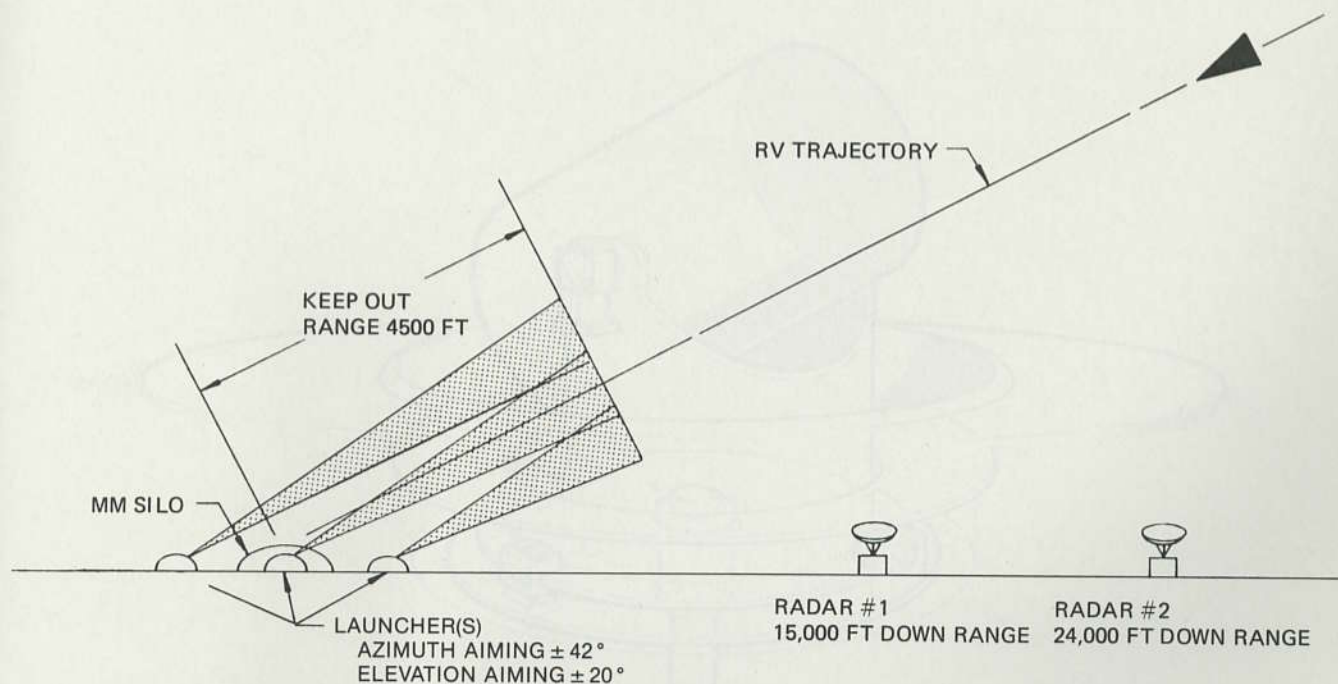 RV TRAJECTORY
KEEP OUT
RANGE 4500 FT
MM SILO
LAUNCHER(S)
AZIMUTH AIMING ± 42°
ELEVATION AIMING ± 20°
RADAR #1
15,000 FT DOWN RANGE
RADAR #2
24,000 FT DOWN RANGE